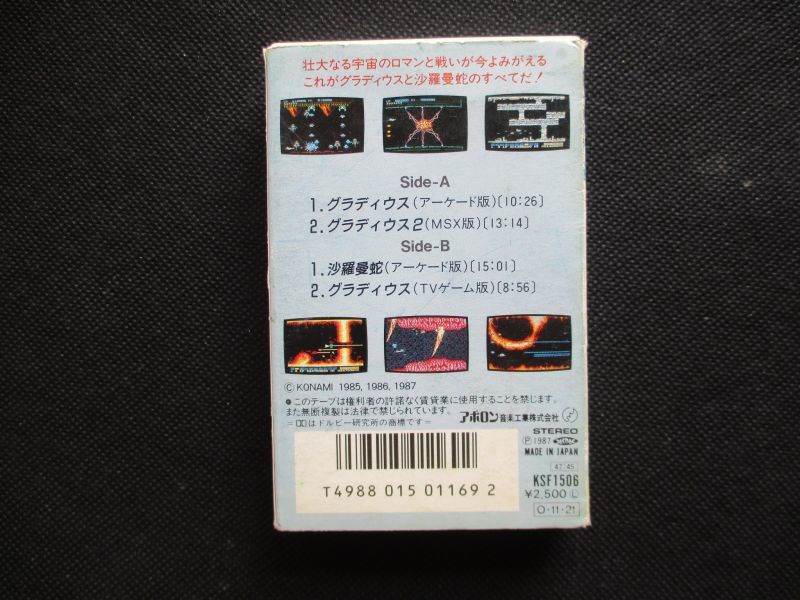 壮大なる宇宙のロマンと戦いが今よみがえる
これがグラディウスと沙羅曼蛇のすべてだ！
Side-A
1.グラディウス(アーケード版)[10:26]
2.グラディウス2(MSX版)[13:14]
Side-B
1.沙羅曼蛇(アーケード版)[15:01]
2.グラディウス(TVゲーム版)[8:56]
Ⓒ KONAMI 1985, 1986, 1987
●このテープは権利者の許諾なく賃貸業に使用することを禁じます。
また無断複製は法律で禁じられています。
=はドルビー研究所の商標です=
アポロン音楽工業株式会社
STEREO
Ⓟ1987
MADE IN JAPAN
47:45
KSF1506
¥2,500 Ⓛ
O·11·21
T4988 015 01169 2